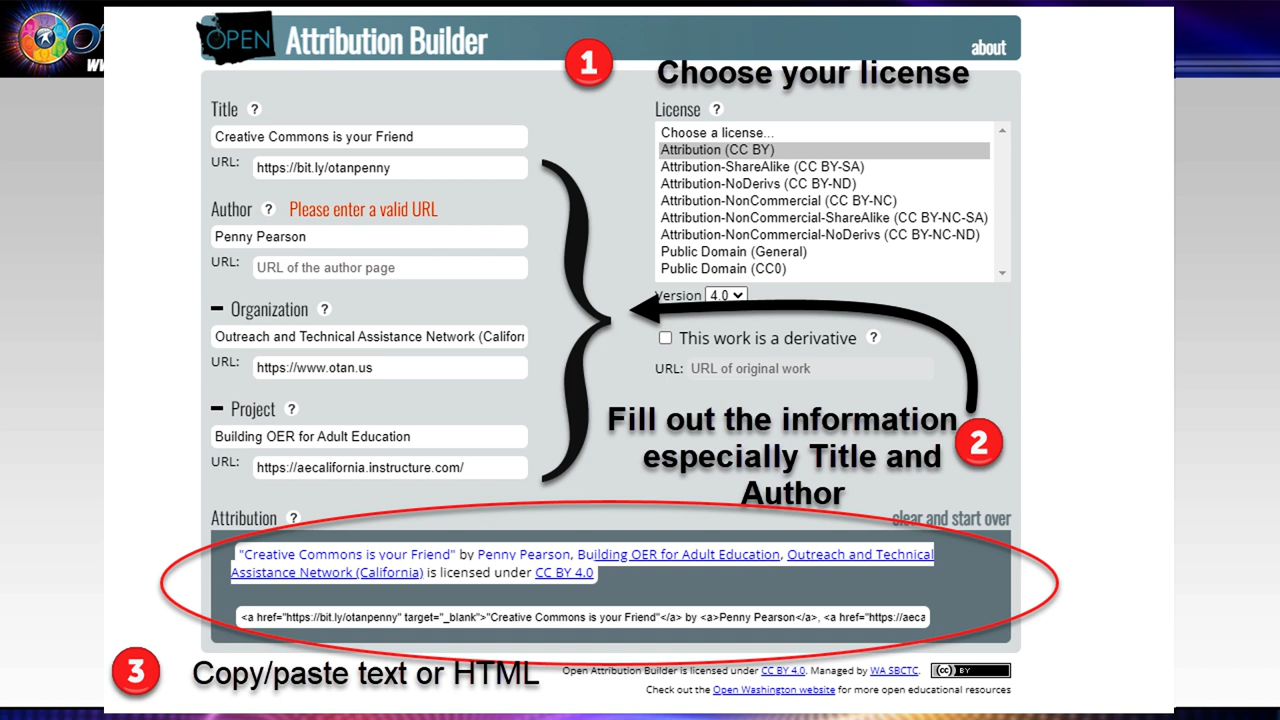 OPEN Attribution Builder
about
1 Choose your license
Title ?
Creative Commons is your Friend
URL: https://bit.ly/otanpenny
Author ? Please enter a valid URL
Penny Pearson
URL: URL of the author page
Organization ?
Outreach and Technical Assistance Network (Califor
URL: https://www.otan.us
Project ?
Building OER for Adult Education
URL: https://aecalifornia.instructure.com/
License ?
Choose a license...
Attribution (CC BY)
Attribution-ShareAlike (CC BY-SA)
Attribution-NoDerivs (CC BY-ND)
Attribution-NonCommercial (CC BY-NC)
Attribution-NonCommercial-ShareAlike (CC BY-NC-SA)
Attribution-NonCommercial-NoDerivs (CC BY-NC-ND)
Public Domain (General)
Public Domain (CC0)
Version 4.0
This work is a derivative ?
URL: URL of original work
Fill out the information
2
especially Title and
Author
Attribution ?
clear and start over
"Creative Commons is your Friend" by Penny Pearson, Building OER for Adult Education, Outreach and Technical
Assistance Network (California) is licensed under CC BY 4.0
<a href="https://bit.ly/otanpenny" target="_blank">"Creative Commons is your Friend"</a> by <a>Penny Pearson</a>, <a href="https://aeca
3 Copy/paste text or HTML
Open Attribution Builder is licensed under CC BY 4.0. Managed by WA SBCTC.
(cc) BY
Check out the Open Washington website for more open educational resources